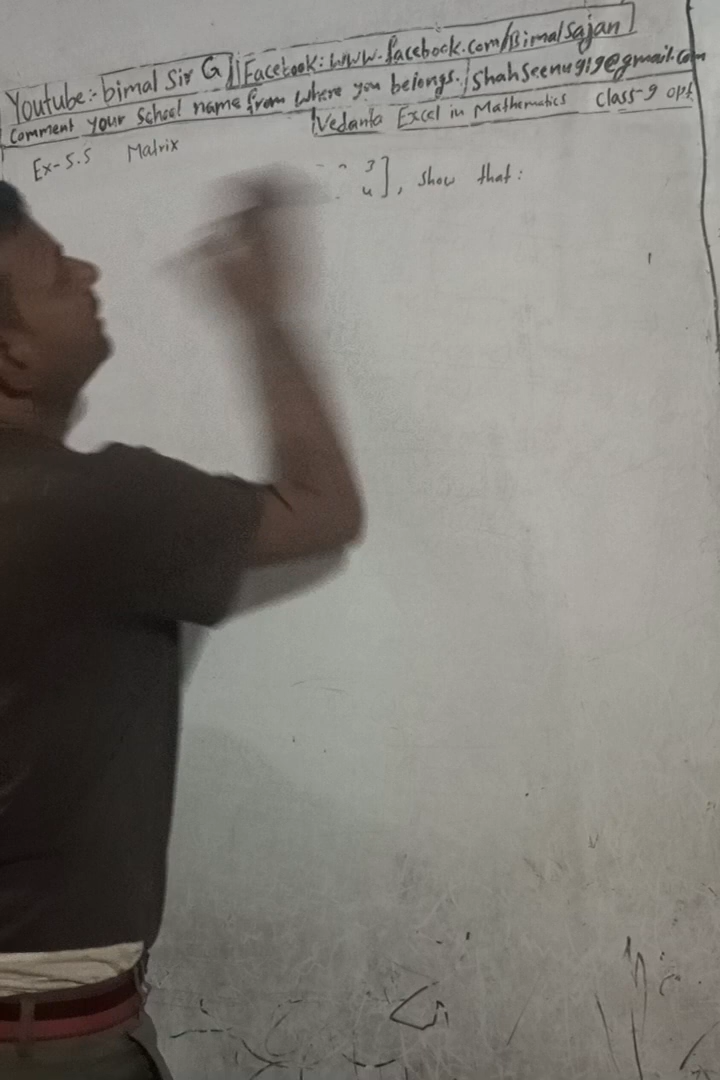 Youtube:- bimal Sir G || Facebook: www.facebook.com/BimalSajan
Comment your School name from where you belongs. | Shahseenu919@gmail.com
Vedanta Excel in Mathematics Class-9 opt
Ex-5.5 Matrix
3
4 ], show that: